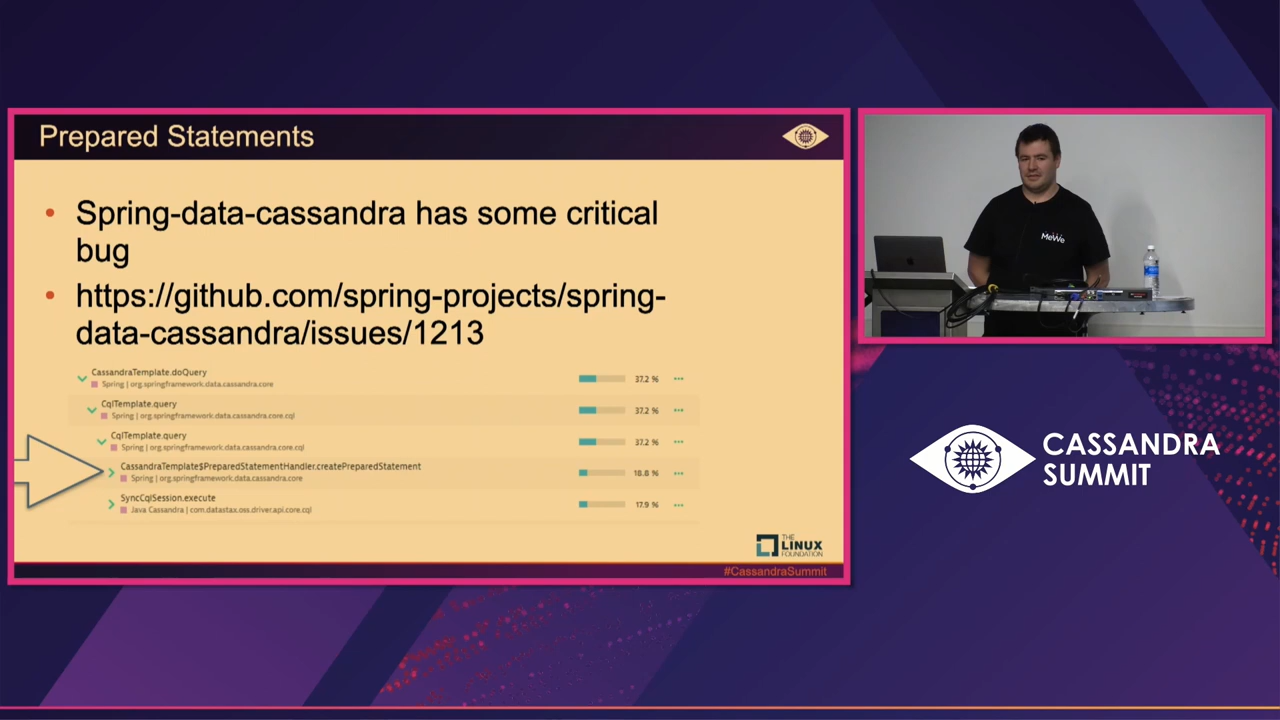 Prepared Statements
Spring-data-cassandra has some critical
bug
https://github.com/spring-projects/spring-
data-cassandra/issues/1213
CassandraTemplate.doQuery
Spring | org.springframework.data.cassandra.core
37.2 %
CqlTemplate.query
Spring | org.springframework.data.cassandra.core.cql
37.2 %
CqlTemplate.query
Spring | org.springframework.data.cassandra.core.cql
37.2 %
CassandraTemplate$PreparedStatementHandler.createPreparedStatement
Spring | org.springframework.data.cassandra.core
18.8 %
SyncCqlSession.execute
Java Cassandra | com.datastax.oss.driver.api.core.cql
17.9 %
THE
LINUX
FOUNDATION
#CassandraSummit
MeWe
CASSANDRA
SUMMIT